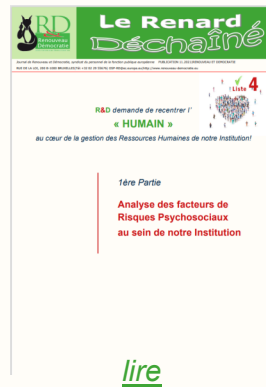 R&D
Renouveau
Démocratie
Le Renard
Déchaîné
R&D demande de recentrer l'
« HUMAIN »
au cœur de la gestion des Ressources Humaines de notre Institution!
Liste 4
1ère Partie
Analyse des facteurs de
Risques Psychosociaux
au sein de notre Institution
lire